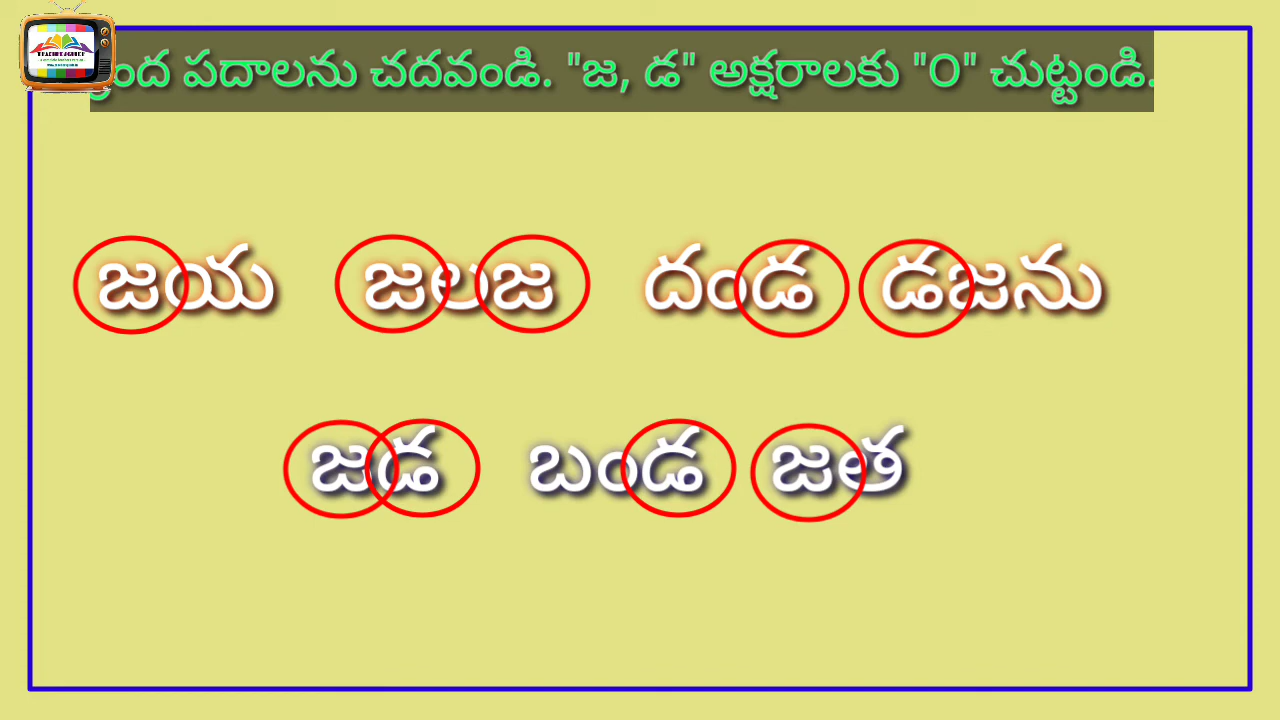 పదాలను చదవండి. "జ, డ" అక్షరాలకు "O" చుట్టండి.
జయ జలజ దండ డజను
జడ బండ జత